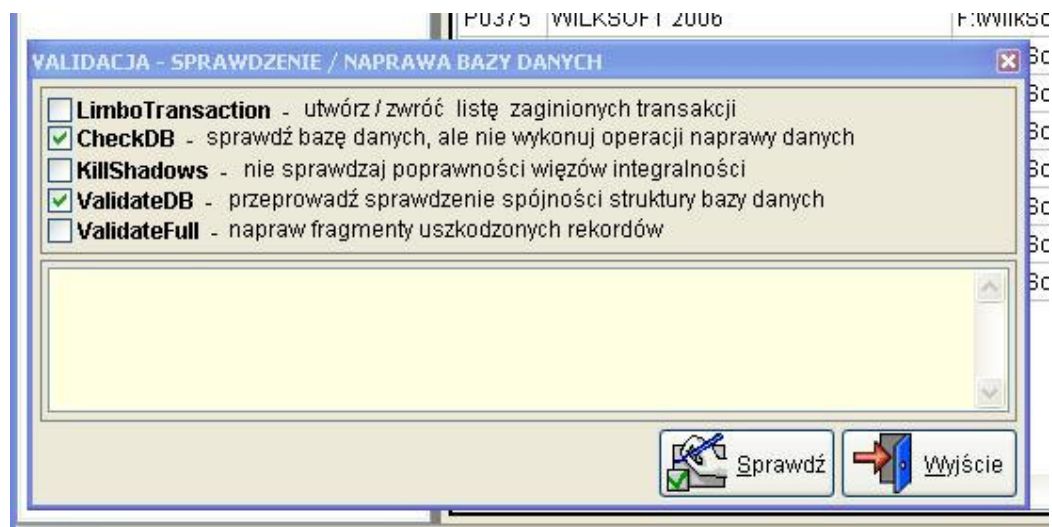 P0375 WILKSOFT 2006
VALIDACJA - SPRAWDZENIE / NAPRAWA BAZY DANYCH
LimboTransaction - utwórz / zwróć listę zaginionych transakcji
CheckDB - sprawdź bazę danych, ale nie wykonuj operacji naprawy danych
KillShadows - nie sprawdzaj poprawności więzów integralności
ValidateDB - przeprowadź sprawdzenie spójności struktury bazy danych
ValidateFull - napraw fragmenty uszkodzonych rekordów
Sprawdź Wyjście